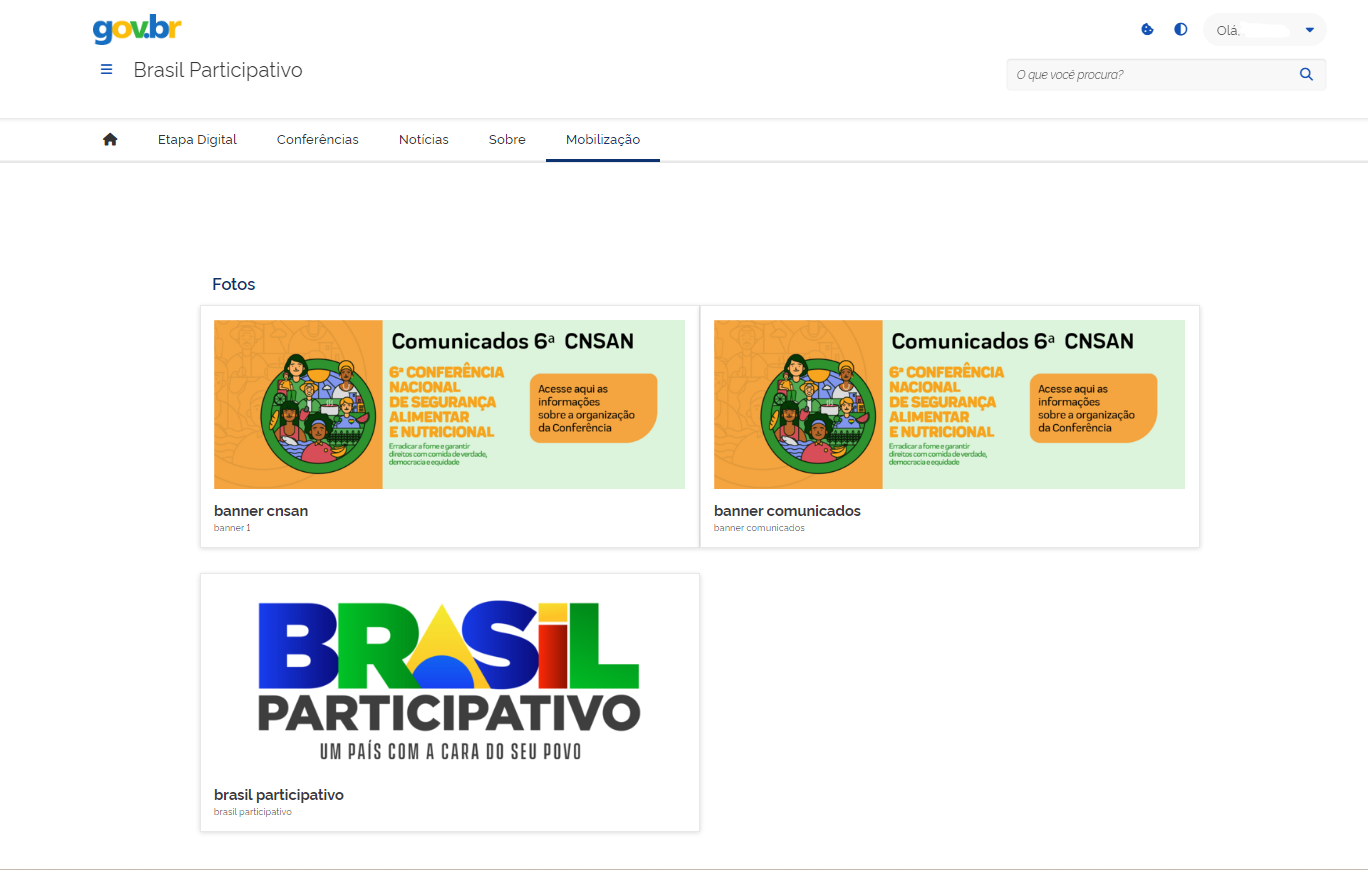 gov.br
Olá,
Brasil Participativo
O que você procura?
Etapa Digital
Conferências
Notícias
Sobre
Mobilização
Fotos
Comunicados 6ª CNSAN
6ª CONFERÊNCIA
NACIONAL
DE SEGURANÇA
ALIMENTAR
E NUTRICIONAL
Erradicar a fome e garantir
direitos com comida de verdade,
democracia e equidade
Acesse aqui as
informações
sobre a organização
da Conferência
banner cnsan
banner 1
Comunicados 6ª CNSAN
6ª CONFERÊNCIA
NACIONAL
DE SEGURANÇA
ALIMENTAR
E NUTRICIONAL
Erradicar a fome e garantir
direitos com comida de verdade,
democracia e equidade
Acesse aqui as
informações
sobre a organização
da Conferência
banner comunicados
banner comunicados
BRASiL
PARTICIPATIVO
UM PAÍS COM A CARA DO SEU POVO
brasil participativo
brasil participativo